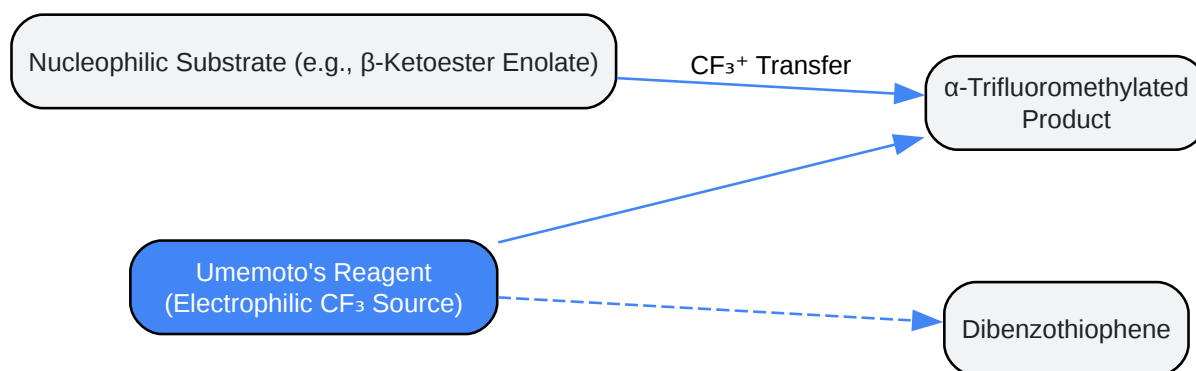 Nucleophilic Substrate (e.g., β-Ketoester Enolate)
CF₃⁺ Transfer
α-Trifluoromethylated
Product
Umemoto's Reagent
(Electrophilic CF₃ Source)
Dibenzothiophene